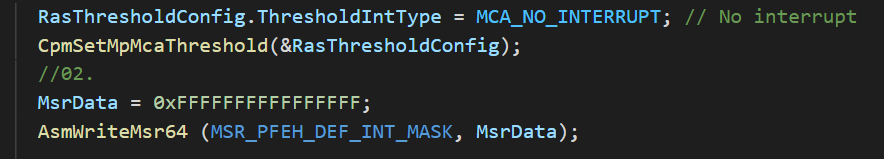 RasThresholdConfig.ThresholdIntType = MCA_NO_INTERRUPT; // No interrupt
CpmSetMpMcaThreshold(&RasThresholdConfig);
//02.
MsrData = 0xFFFFFFFFFFFFFFFF;
AsmWriteMsr64 (MSR_PFEH_DEF_INT_MASK, MsrData);